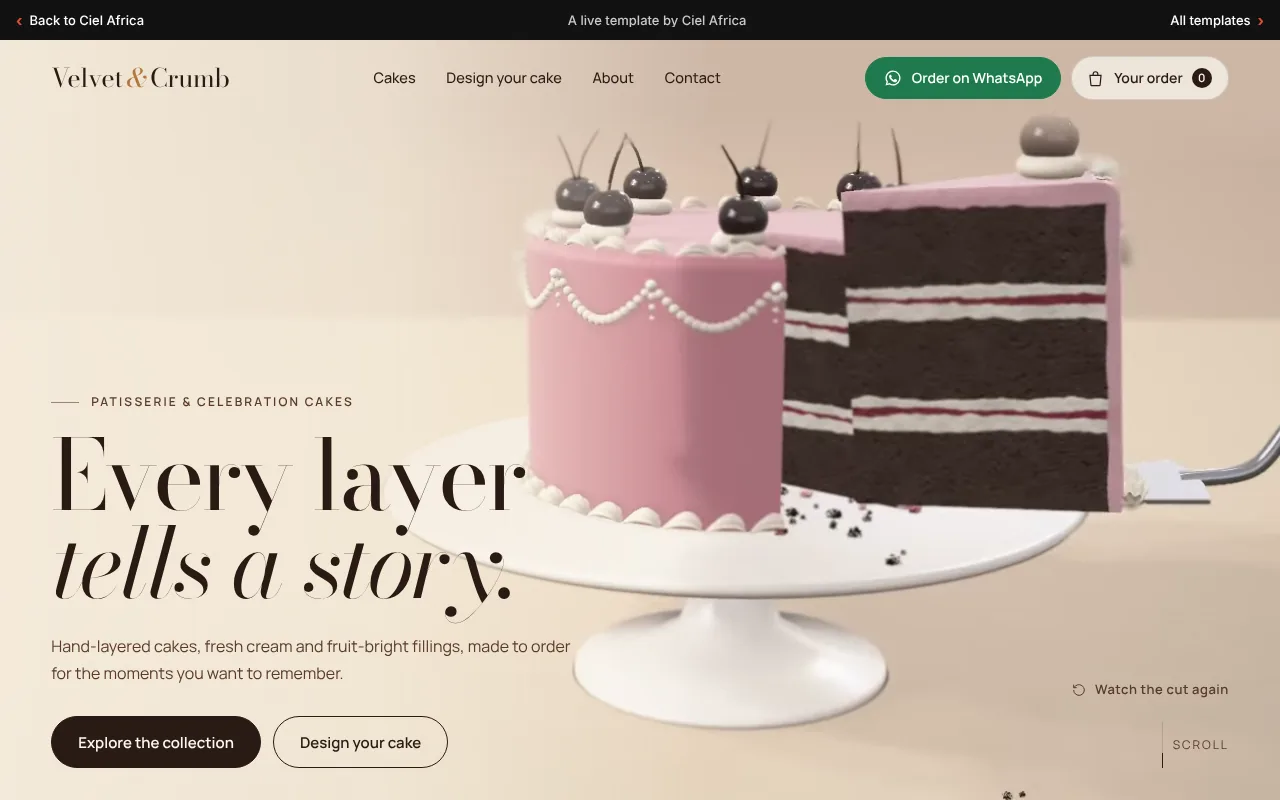 Back to Ciel Africa
A live template by Ciel Africa
All templates
Velvet&Crumb
Cakes
Design your cake
About
Contact
Order on WhatsApp
Your order 0
PATISSERIE & CELEBRATION CAKES
Every layer
tells a story.
Hand-layered cakes, fresh cream and fruit-bright fillings, made to order
for the moments you want to remember.
Watch the cut again
Explore the collection
Design your cake
SCROLL